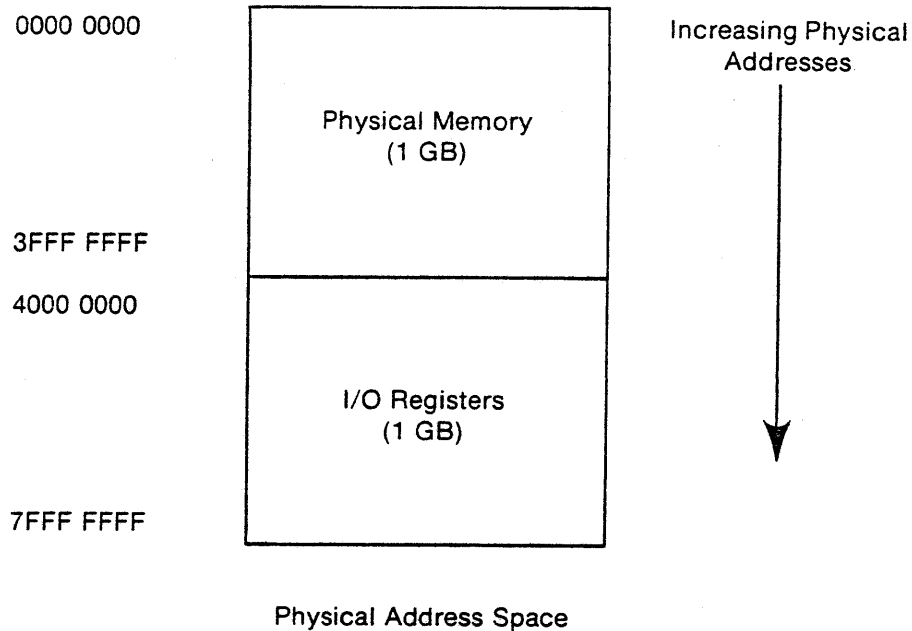 0000 0000
Increasing Physical
Addresses
Physical Memory
(1 GB)
3FFF FFFF
4000 0000
I/O Registers
(1 GB)
7FFF FFFF
Physical Address Space